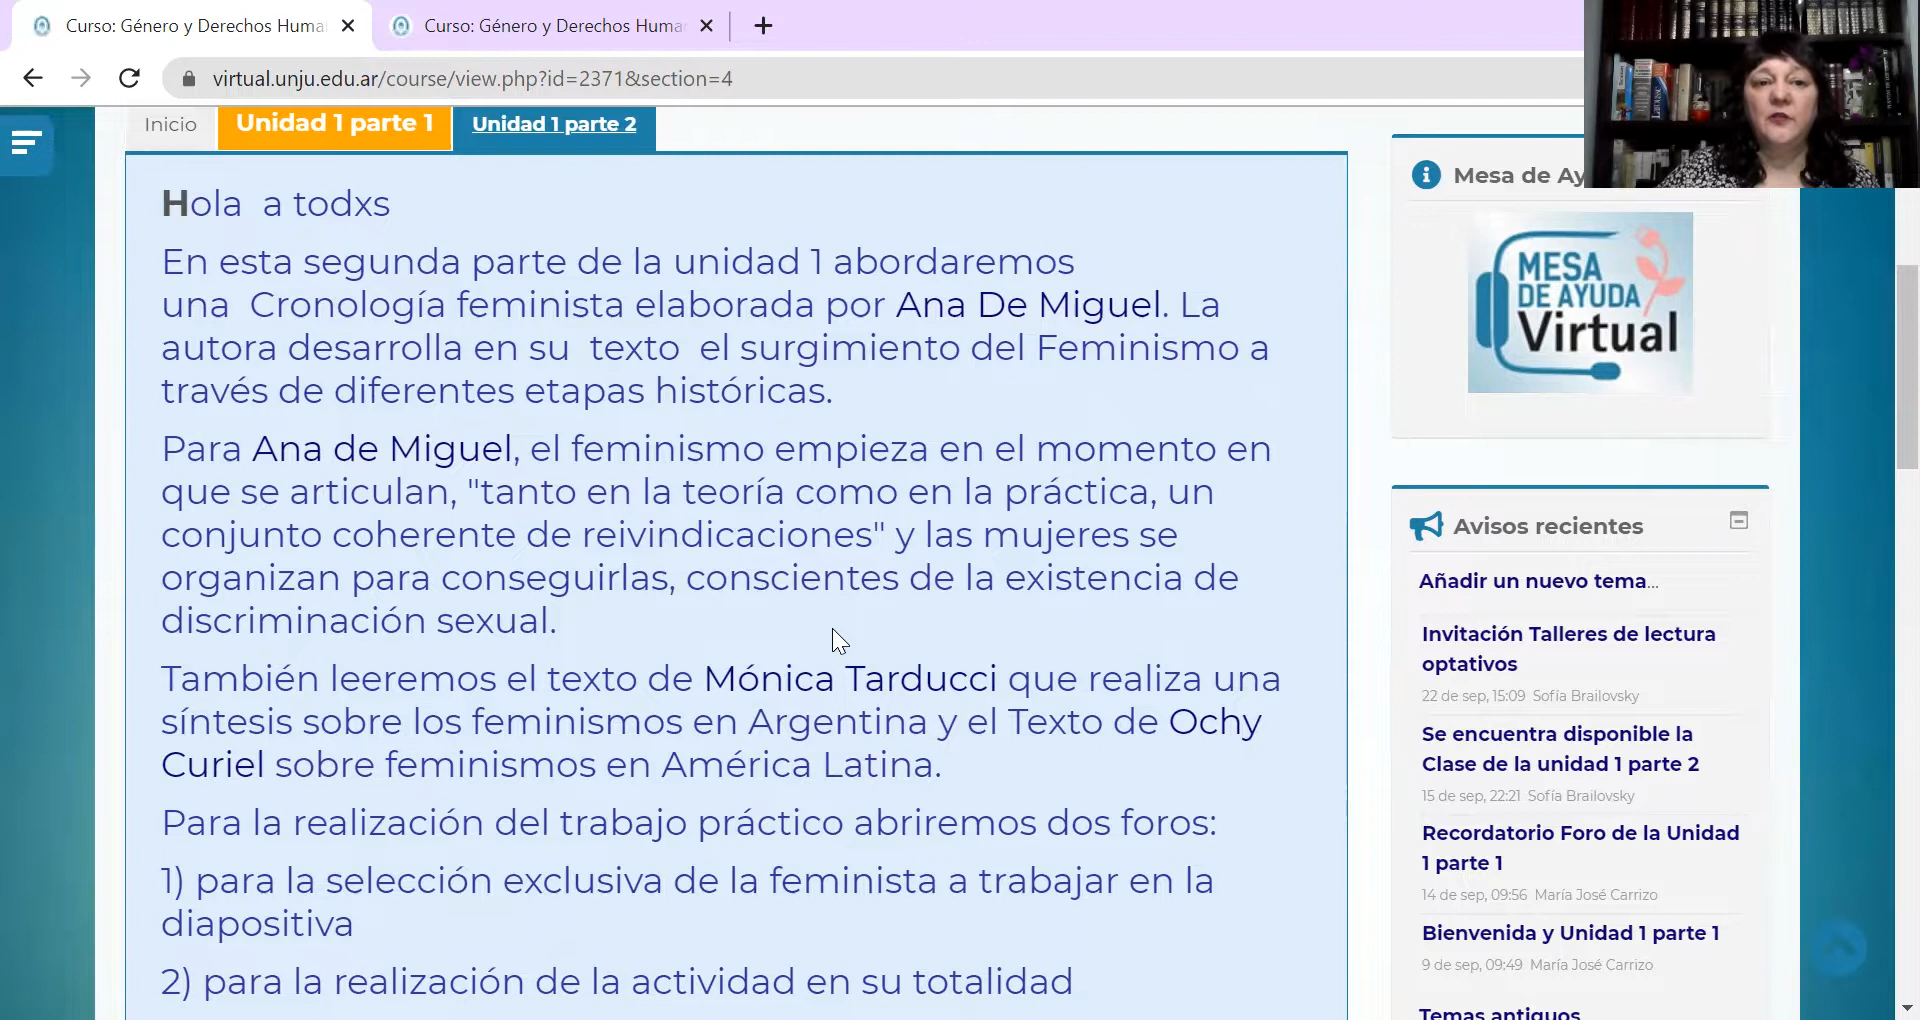 Curso: Género y Derechos Huma
Curso: Género y Derechos Huma
virtual.unju.edu.ar/course/view.php?id=2371&section=4
Inicio
Unidad 1 parte 1
Unidad 1 parte 2
Hola a todxs
En esta segunda parte de la unidad 1 abordaremos
una Cronología feminista elaborada por Ana De Miguel. La
autora desarrolla en su texto el surgimiento del Feminismo a
través de diferentes etapas históricas.
Para Ana de Miguel, el feminismo empieza en el momento en
que se articulan, "tanto en la teoría como en la práctica, un
conjunto coherente de reivindicaciones" y las mujeres se
organizan para conseguirlas, conscientes de la existencia de
discriminación sexual.
También leeremos el texto de Mónica Tarducci que realiza una
síntesis sobre los feminismos en Argentina y el Texto de Ochy
Curiel sobre feminismos en América Latina.
Para la realización del trabajo práctico abriremos dos foros:
1) para la selección exclusiva de la feminista a trabajar en la
diapositiva
2) para la realización de la actividad en su totalidad
Mesa de Ay
MESA
DE AYUDA
Virtual
Avisos recientes
Añadir un nuevo tema...
Invitación Talleres de lectura
optativos
22 de sep, 15:09 Sofía Brailovsky
Se encuentra disponible la
Clase de la unidad 1 parte 2
15 de sep, 22:21 Sofía Brailovsky
Recordatorio Foro de la Unidad
1 parte 1
14 de sep, 09:56 María José Carrizo
Bienvenida y Unidad 1 parte 1
9 de sep, 09:49 María José Carrizo
Temas antiguos